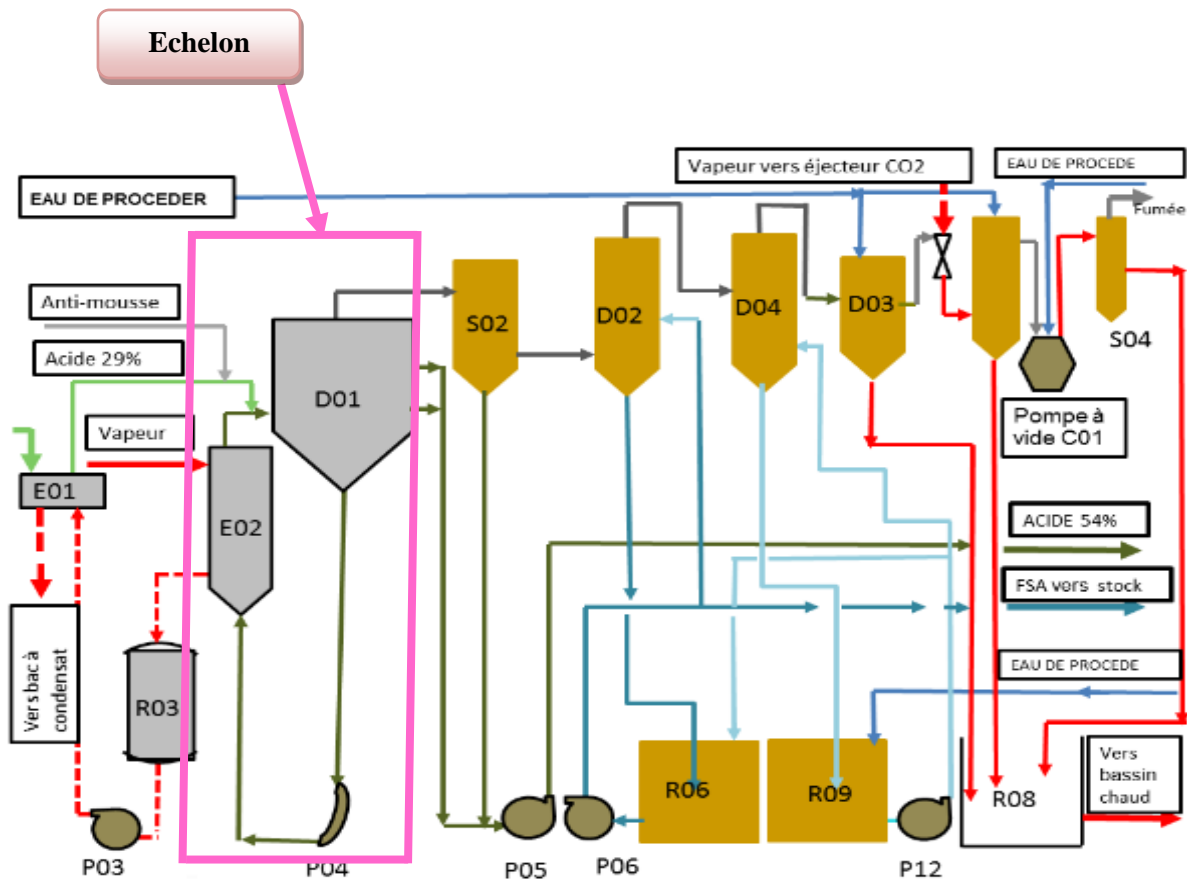 Echelon
Vapeur vers éjecteur CO2
EAU DE PROCEDE
EAU DE PROCEDER
Fumée
Anti-mousse
Acide 29%
Vapeur
E01
E02
D01
S02
D02
D04
D03
S04
Pompe à
vide C01
ACIDE 54%
FSA vers stock
EAU DE PROCEDE
Vers bac à
condensat
R03
R06
R09
R08
Vers
bassin
chaud
P03
P04
P05
P06
P12